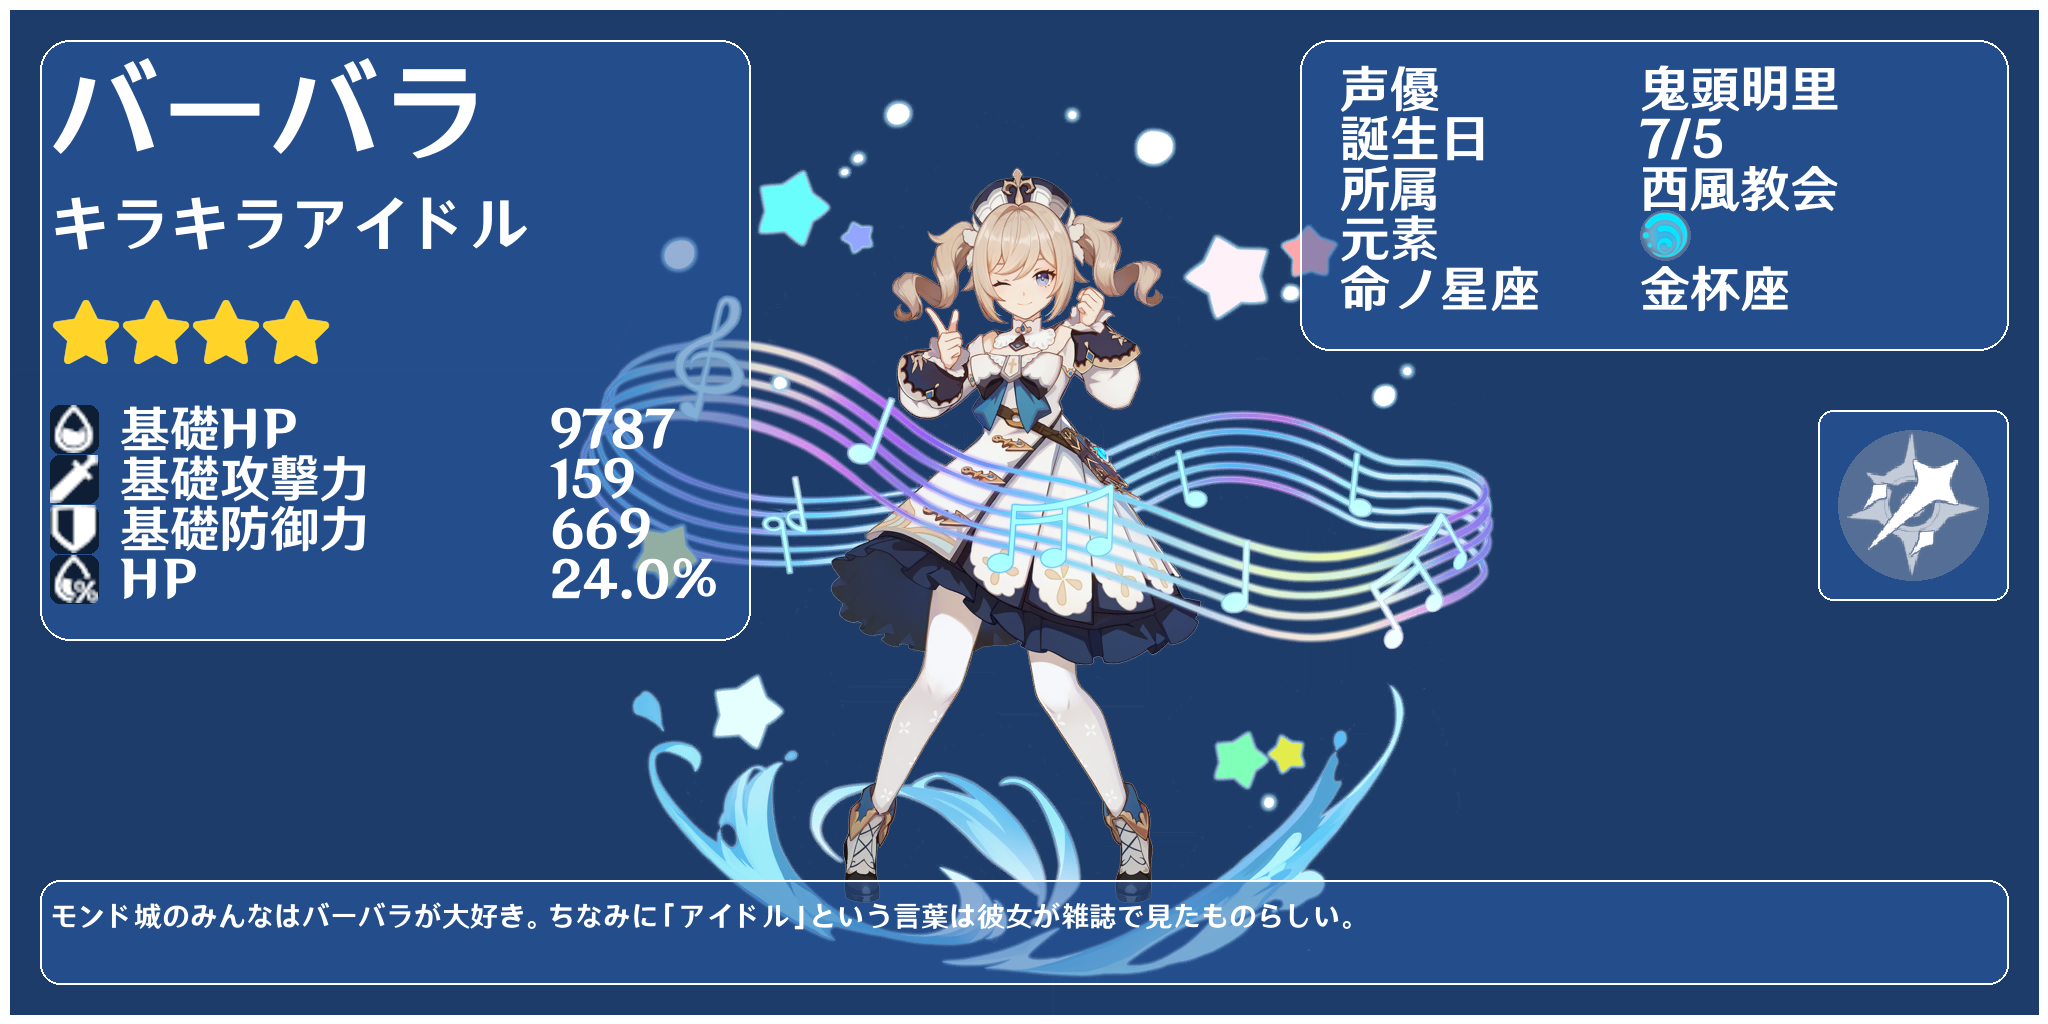 バーバラ
キラキラアイドル
基礎HP 9787
基礎攻撃力 159
基礎防御力 669
HP 24.0%
声優 鬼頭明里
誕生日 7/5
所属 西風教会
元素
命ノ星座 金杯座
モンド城のみんなはバーバラが大好き。ちなみに「アイドル」という言葉は彼女が雑誌で見たものらしい。